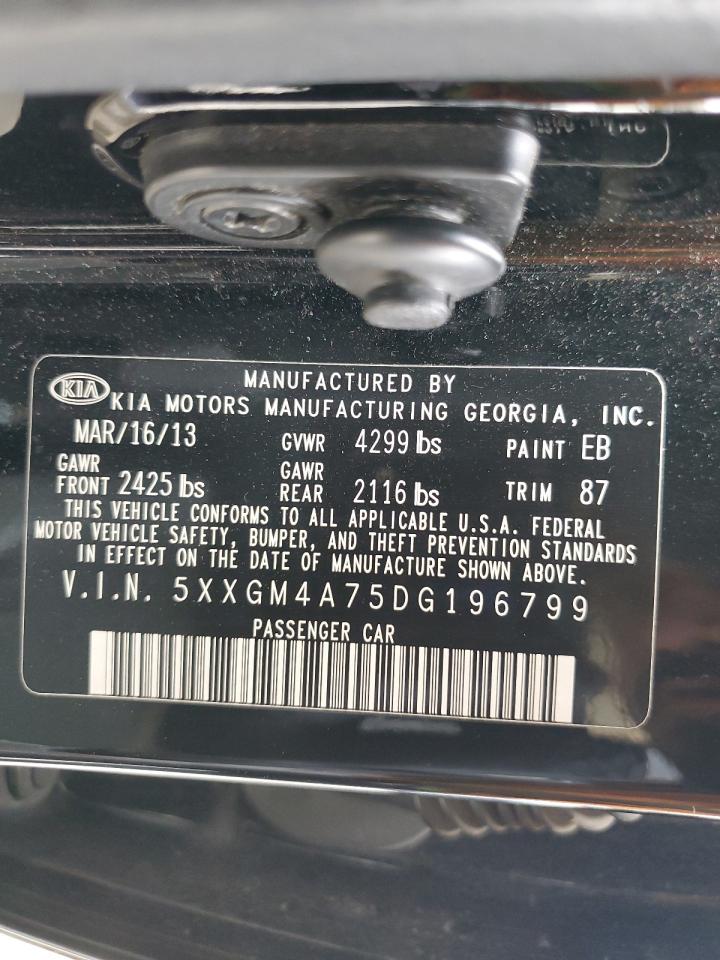 KIA
MANUFACTURED BY
KIA MOTORS MANUFACTURING GEORGIA, INC.
MAR/16/13 GVWR 4299 lbs PAINT EB
GAWR FRONT 2425 lbs GAWR REAR 2116 lbs TRIM 87
THIS VEHICLE CONFORMS TO ALL APPLICABLE U.S.A. FEDERAL
MOTOR VEHICLE SAFETY, BUMPER, AND THEFT PREVENTION STANDARDS
IN EFFECT ON THE DATE OF MANUFACTURE SHOWN ABOVE.
V.I.N. 5XXGM4A75DG196799
PASSENGER CAR